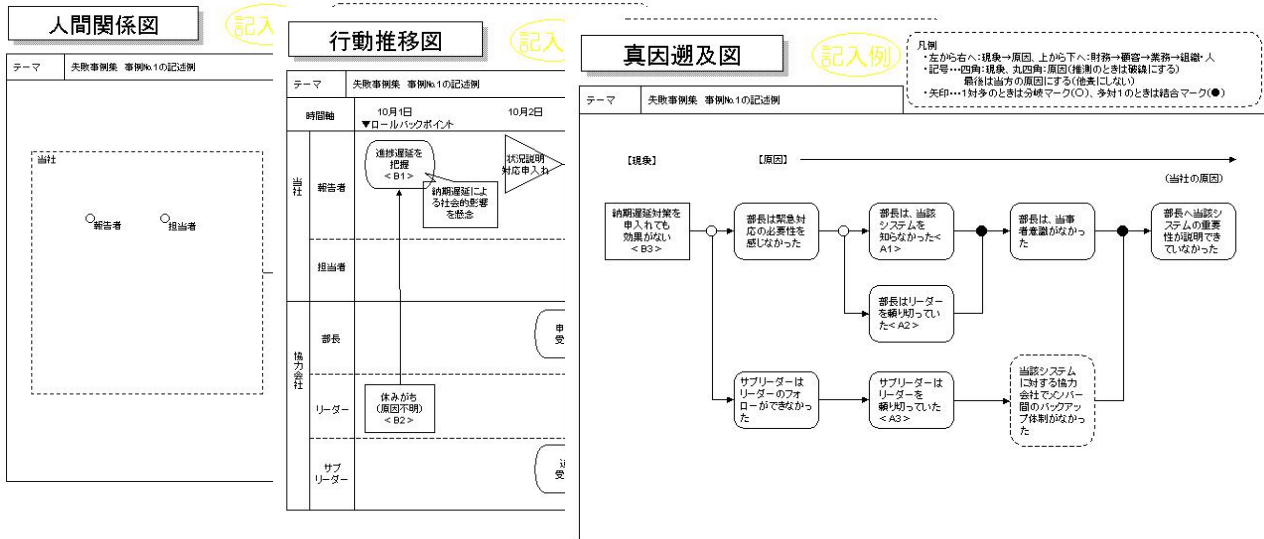 人間関係図
記入
テーマ
失敗事例集 事例No.1の記述例
当社
報告者
担当者
行動推移図
記入
テーマ
失敗事例集 事例No.1の記述例
時間軸
10月1日
▼ロールバックポイント
10月2日
当社
報告者
進捗遅延を
把握
<B1>
納期遅延によ
る社会的影響
を懸念
状況説明
対応申入れ
担当者
協力会社
部長
申
受
リーダー
休みがち
(原因不明)
<B2>
サブ
リーダー
受
真因遡及図
記入例
凡例
・左から右へ:現象→原因、上から下へ:財務→顧客→業務→組織・人
・記号…四角:現象、丸四角:原因(推測のときは破線にする)
最後は当方の原因にする(他責にしない)
・矢印…1対多のときは分岐マーク(○)、多対1のときは結合マーク(●)
テーマ
失敗事例集 事例No.1の記述例
【現象】
【原因】
(当社の原因)
納期遅延対策を
申入れても
効果がない
<B3>
部長は緊急対
応の必要性を
感じなかった
部長は、当該
システムを
知らなかった<
A1>
部長は、当事
者意識がなかっ
た
部長へ当該シ
ステムの重要
性が説明でき
ていなかった
部長はリーダー
を頼り切ってい
た<A2>
サブリーダーは
リーダーのフォ
ローができなかっ
た
サブリーダーは
リーダーを
頼り切っていた
<A3>
当該システム
に対する協力
会社でメンバー
間のバックアッ
プ体制がなかっ
た